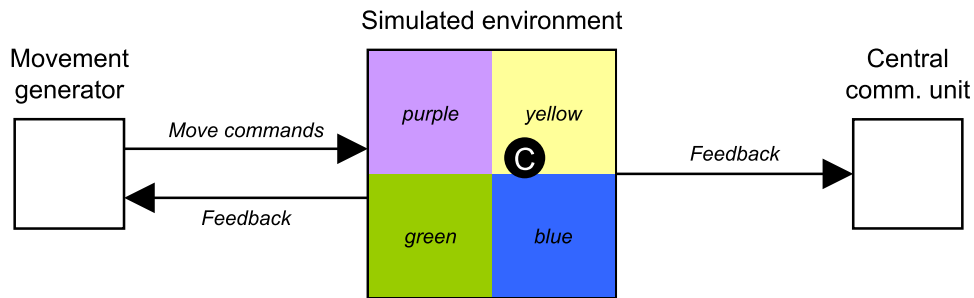 Simulated environment
Movement
generator
Central
comm. unit
purple
yellow
Move commands
C
Feedback
Feedback
green
blue